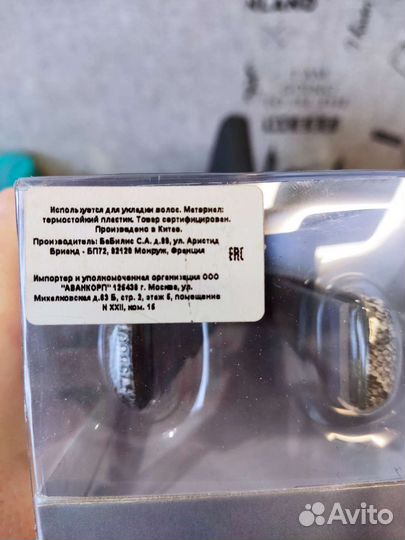 LAND
Используется для укладки волос. Материал:
термостойкий пластик. Товар сертифицирован.
Произведено в Китае.
Производитель: БаБилис С.А. д.99, ул. Аристид
Бриенд - БП72, 92120 Монруж, Франция
EAC
Импортер и уполномоченная организация ООО
"АВАНКОРП" 125438 г. Москва, ул.
Михалковская д.63 Б, стр. 2, этаж 5, помещение
N XXII, ком. 15
Avito